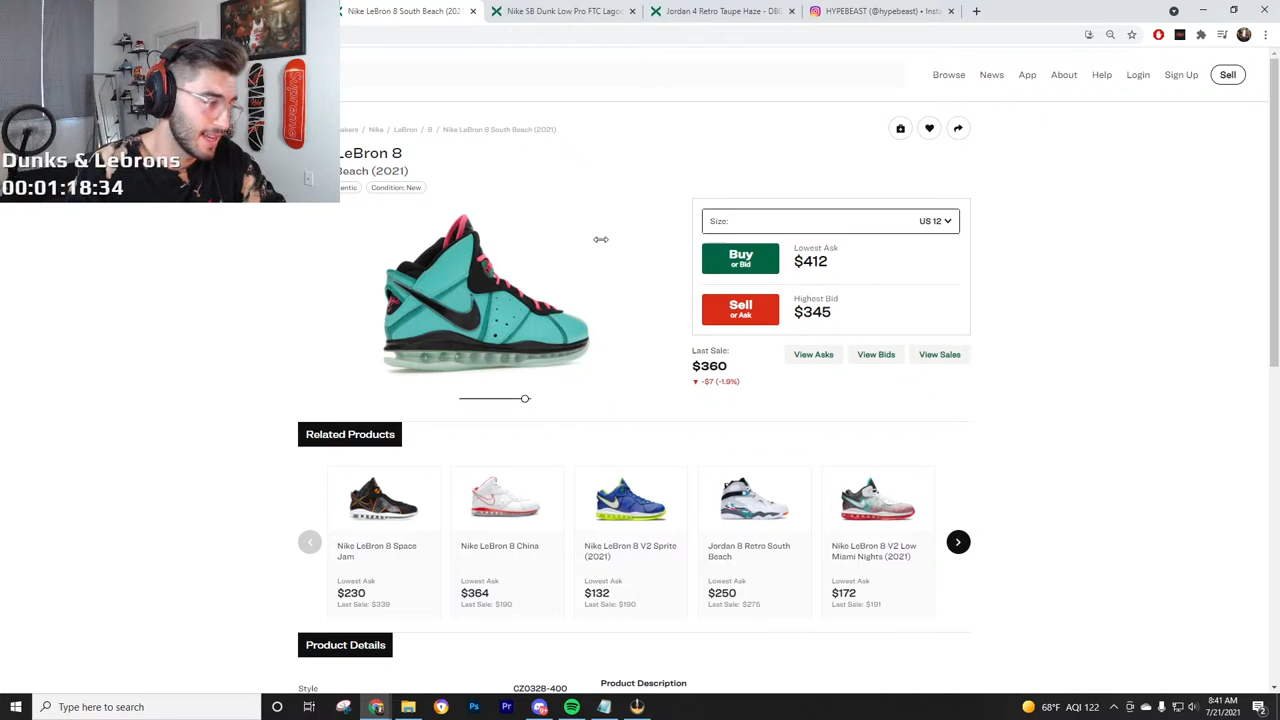 Nike LeBron 8 South Beach (2021)
Nike SB Dunk Low Pro FTC Lagoo
Jordan 4 Retro Taupe Haze - DB0
HYPEBEAST (@hypebeast) • Inst
Browse News App About Help Login Sign Up Sell
akers / Nike / LeBron / 8 / Nike LeBron 8 South Beach (2021)
LeBron 8
Beach (2021)
entic Condition: New
Supreme
Dunks & Lebrons
00:01:18:34
Size: US 12
Buy
or Bid
Lowest Ask
$412
Sell
or Ask
Highest Bid
$345
Last Sale:
$360
▼ -$7 (-1.9%)
View Asks View Bids View Sales
Related Products
Nike LeBron 8 Space
Jam
Lowest Ask
$230
Last Sale: $339
Nike LeBron 8 China
Lowest Ask
$364
Last Sale: $190
Nike LeBron 8 V2 Sprite
(2021)
Lowest Ask
$132
Last Sale: $190
Jordan 8 Retro South
Beach
Lowest Ask
$250
Last Sale: $275
Nike LeBron 8 V2 Low
Miami Nights (2021)
Lowest Ask
$172
Last Sale: $191
Product Details
Style CZ0328-400
Product Description
Type here to search
68°F AQI 122
8:41 AM
7/21/2021